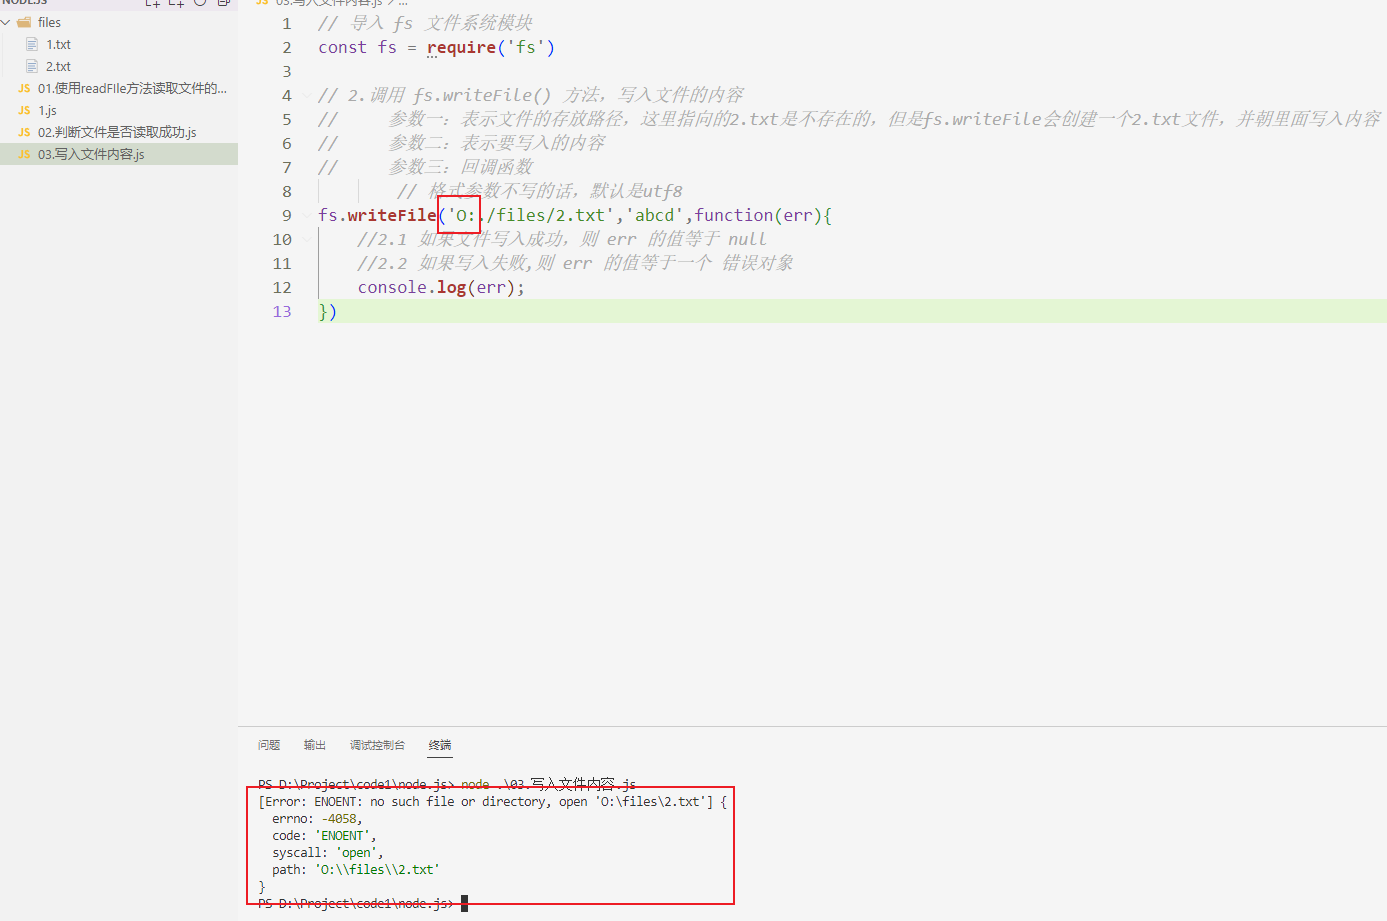 NODE.JS
files
1.txt
2.txt
JS 01.使用readFIle方法读取文件的...
JS 1.js
JS 02.判断文件是否读取成功.js
JS 03.写入文件内容.js
JS 03.写入文件内容.js > ...
1 // 导入 fs 文件系统模块
2 const fs = require('fs')
3
4 // 2.调用 fs.writeFile() 方法，写入文件的内容
5 // 参数一：表示文件的存放路径，这里指向的2.txt是不存在的，但是fs.writeFile会创建一个2.txt文件，并朝里面写入内容
6 // 参数二：表示要写入的内容
7 // 参数三：回调函数
8 // 格式参数不写的话，默认是utf8
9 fs.writeFile('O:./files/2.txt','abcd',function(err){
10 //2.1 如果文件写入成功，则 err 的值等于 null
11 //2.2 如果写入失败,则 err 的值等于一个 错误对象
12 console.log(err);
13 })
问题 输出 调试控制台 终端
PS D:\Project\code1\node.js> node .\03.写入文件内容.js
[Error: ENOENT: no such file or directory, open 'O:\files\2.txt'] {
errno: -4058,
code: 'ENOENT',
syscall: 'open',
path: 'O:\\files\\2.txt'
}
PS D:\Project\code1\node.js>